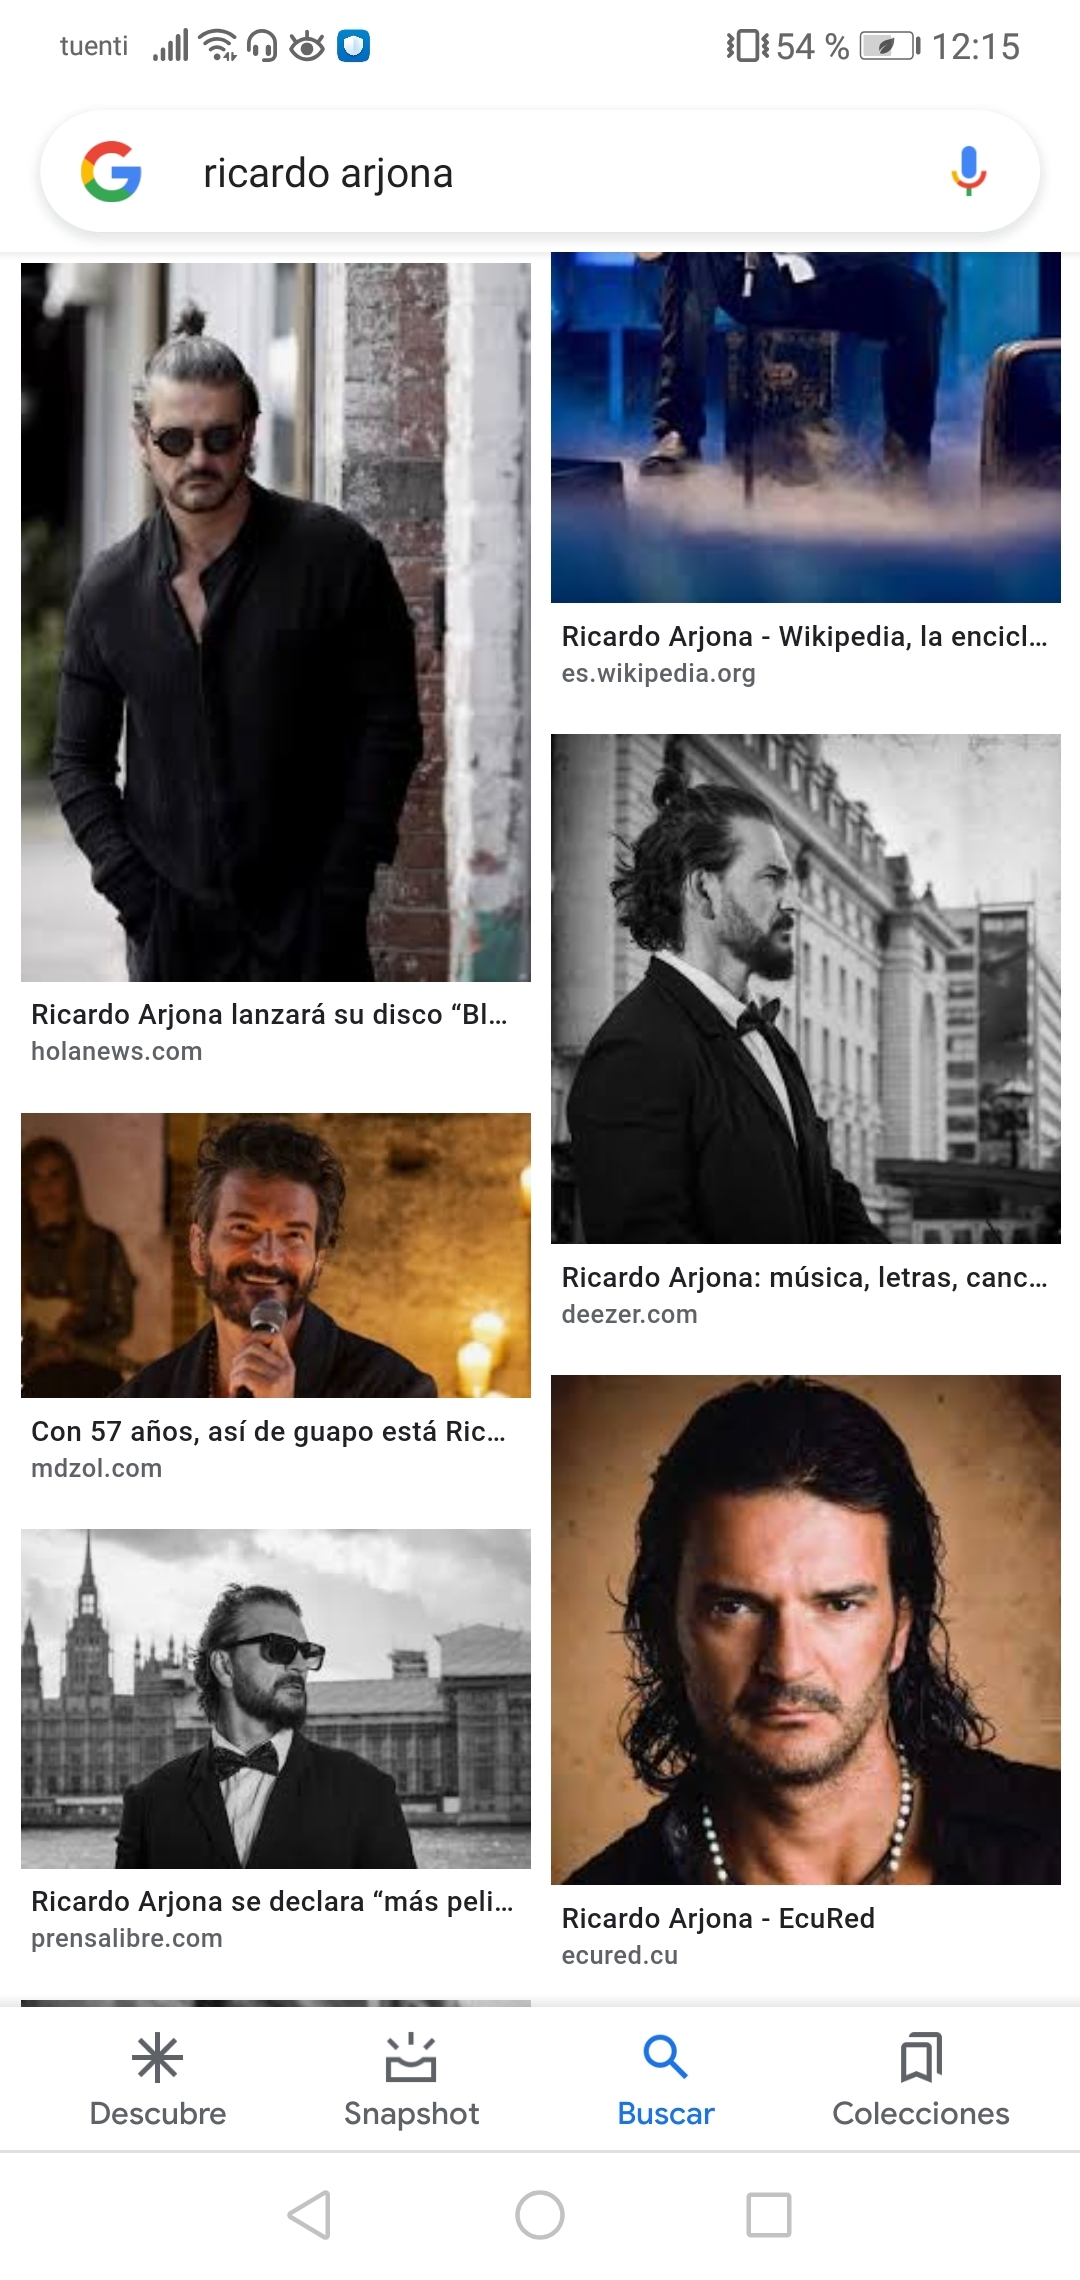 tuenti 54 % 12:15
ricardo arjona
Ricardo Arjona lanzará su disco “Bl...
holanews.com
Con 57 años, así de guapo está Ric...
mdzol.com
Ricardo Arjona se declara “más peli...
prensalibre.com
Ricardo Arjona - Wikipedia, la encicl...
es.wikipedia.org
Ricardo Arjona: música, letras, canc...
deezer.com
Ricardo Arjona - EcuRed
ecured.cu
Descubre Snapshot Buscar Colecciones